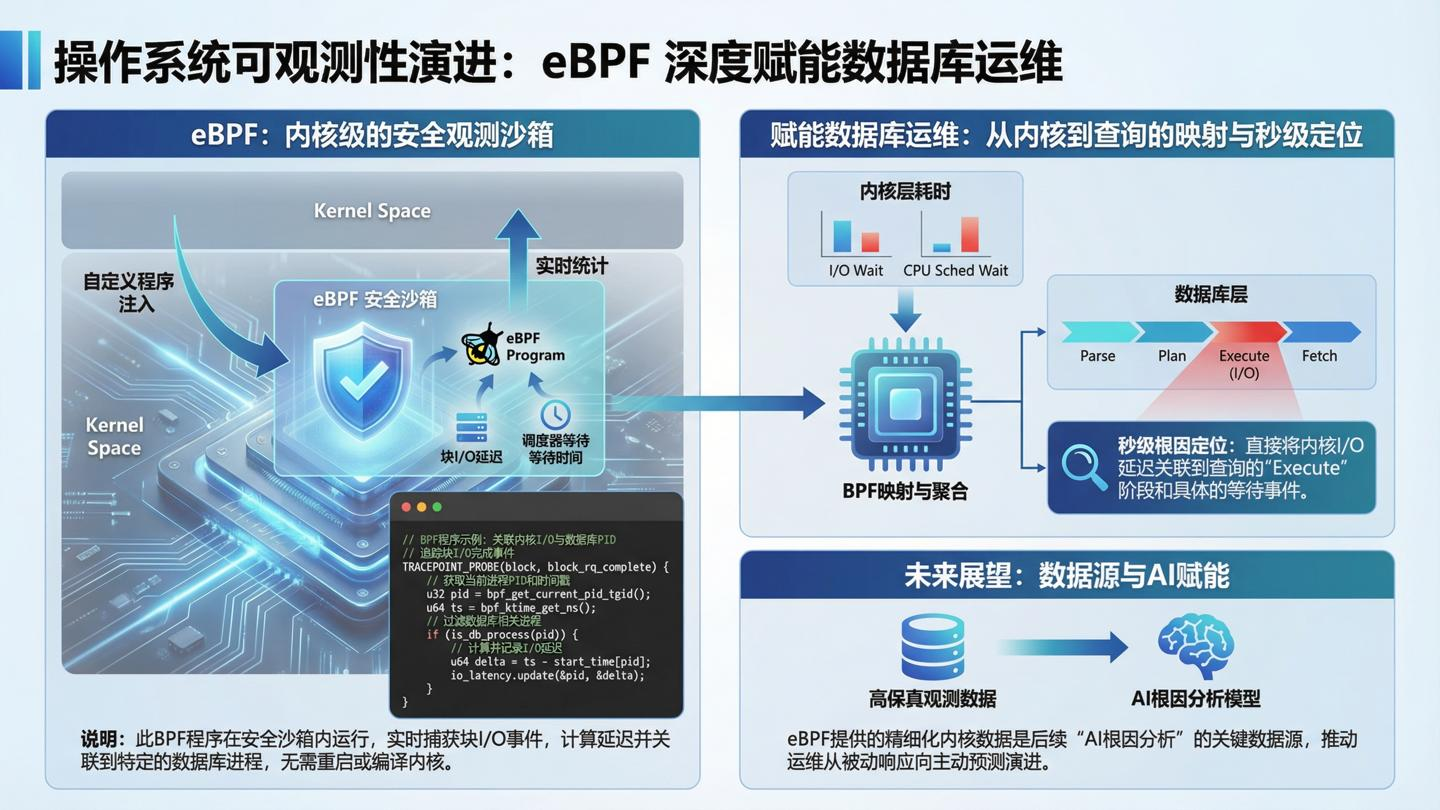 操作系统可观测性演进：eBPF 深度赋能数据库运维
eBPF：内核级的安全观测沙箱
Kernel Space
自定义程序
注入
实时统计
eBPF 安全沙箱
eBPF
Program
Kernel
Space
块I/O延迟
调度器等待
等待时间
// BPF程序示例：关联内核I/O与数据库PID
// 追踪块I/O完成事件
TRACEPOINT_PROBE(block, block_rq_complete) {
// 获取当前进程PID和时间戳
u32 pid = bpf_get_current_pid_tgid();
u64 ts = bpf_ktime_get_ns();
// 过滤数据库相关进程
if (is_db_process(pid)) {
// 计算并记录I/O延迟
u64 delta = ts - start_time[pid];
io_latency.update(&pid, &delta);
}
}
说明：此BPF程序在安全沙箱内运行，实时捕获块I/O事件，计算延迟并关
联到特定的数据库进程，无需重启或编译内核。
赋能数据库运维：从内核到查询的映射与秒级定位
内核层耗时
I/O Wait
CPU Sched Wait
BPF映射与聚合
数据库层
Parse
Plan
Execute
(I/O)
Fetch
秒级根因定位：直接将内核I/O
延迟关联到查询的“Execute”
阶段和具体的等待事件。
未来展望：数据源与AI赋能
高保真观测数据
AI根因分析模型
eBPF提供的精细化内核数据是后续“AI根因分析”的关键数据源，推动
运维从被动响应向主动预测演进。